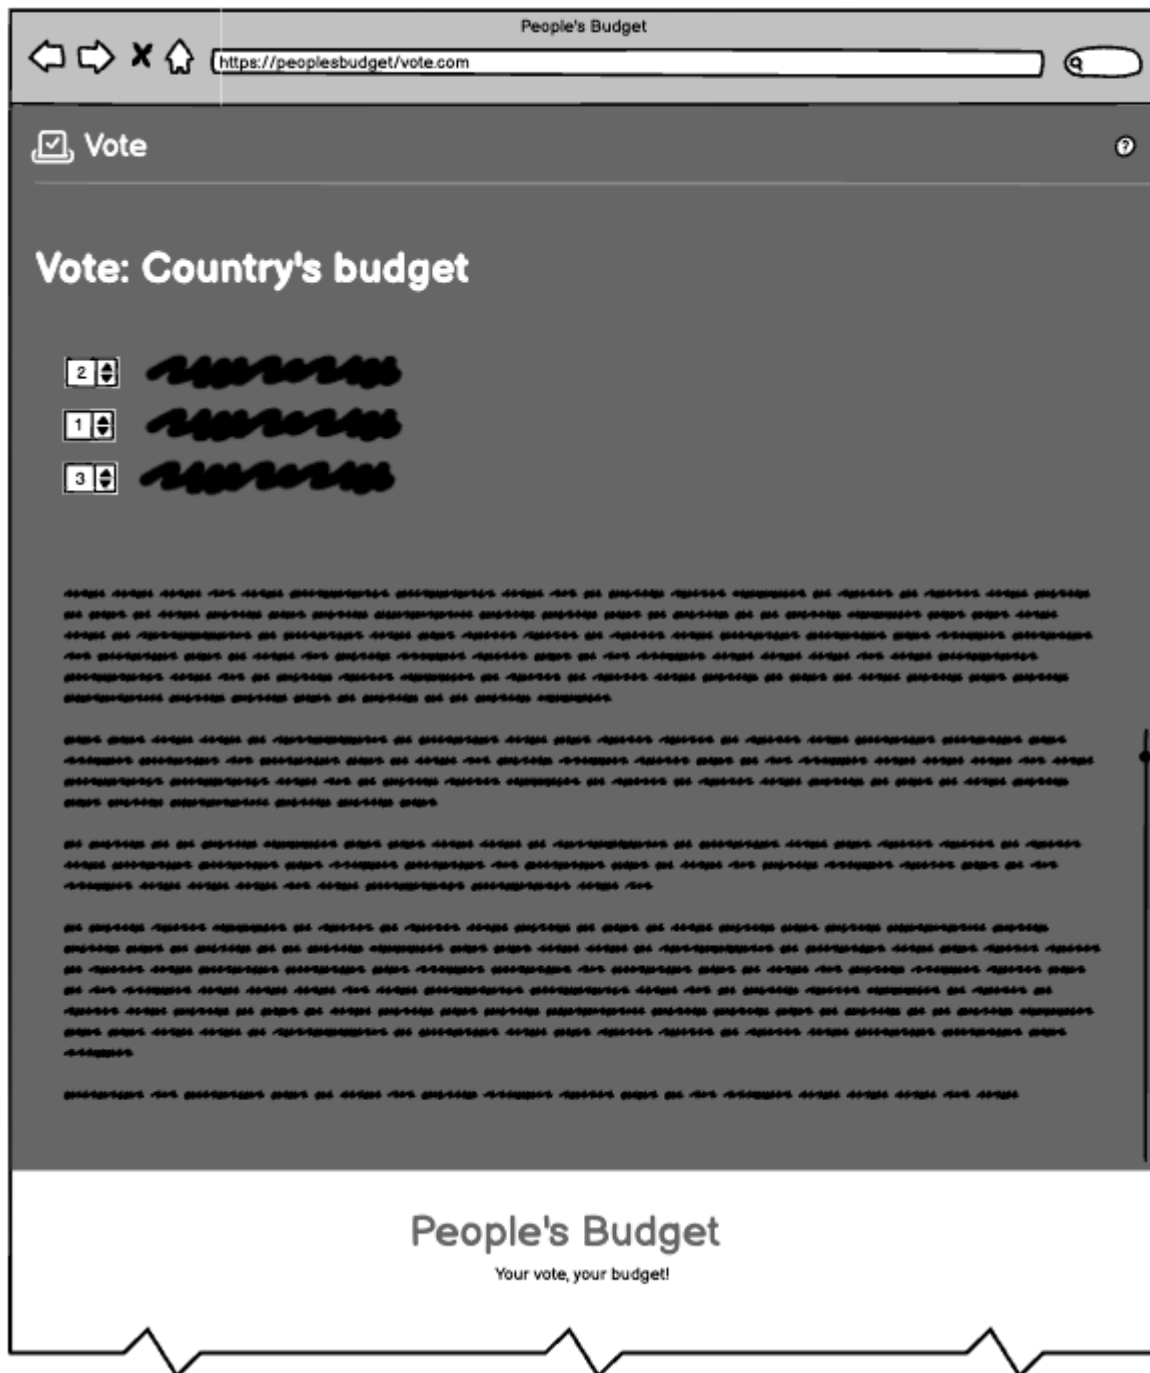 People's Budget
https://peoplesbudget/vote.com
Vote
?
Vote: Country's budget
2
1
3
People's Budget
Your vote, your budget!